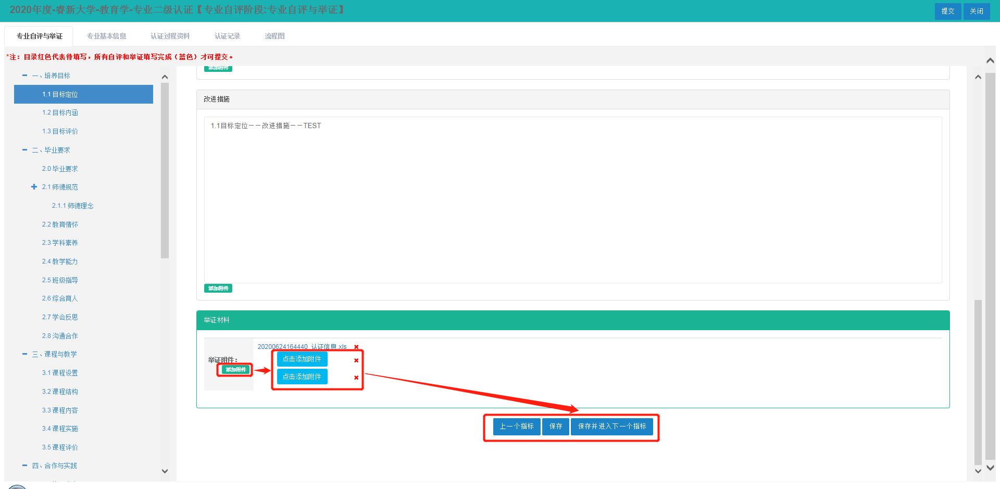 2020年度-睿新大学-教育学-专业二级认证【专业自评阶段:专业自评与举证】
提交
关闭
专业自评与举证
专业基本信息
认证过程资料
认证记录
流程图
*注：目录红色代表待填写，所有自评和举证填写完成（蓝色）才可提交。
一、培养目标
1.1 目标定位
1.2 目标内涵
1.3 目标评价
二、毕业要求
2.0 毕业要求
2.1 师德规范
2.1.1 师德理念
2.2 教育情怀
2.3 学科素养
2.4 教学能力
2.5 班级指导
2.6 综合育人
2.7 学会反思
2.8 沟通合作
三、课程与教学
3.1 课程设置
3.2 课程结构
3.3 课程内容
3.4 课程实施
3.5 课程评价
四、合作与实践
添加附件
改进措施
1.1目标定位－－改进措施－－TEST
添加附件
举证材料
举证附件：
添加附件
20200624164440_认证信息.xls
点击添加附件
点击添加附件
上一个指标
保存
保存并进入下一个指标